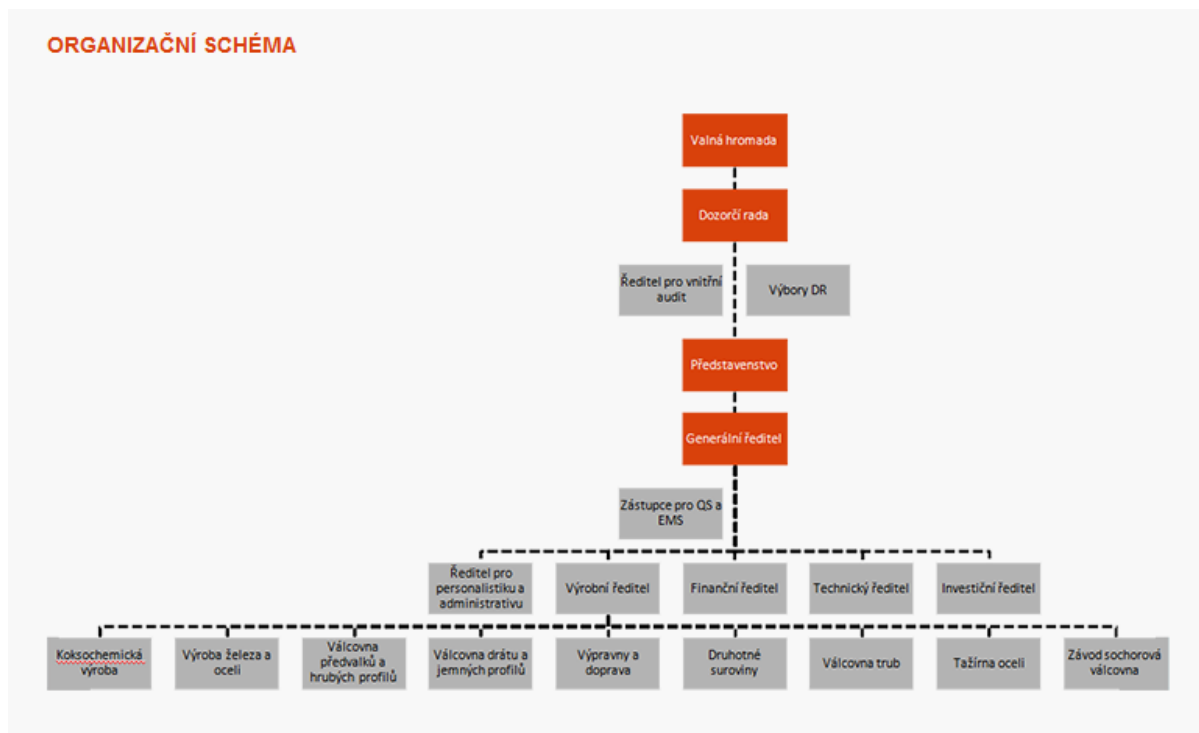 ORGANIZAČNÍ SCHÉMA
Valná hromada
Dozorčí rada
Ředitel pro vnitřní
audit
Výbory DR
Představenstvo
Generální ředitel
Zástupce pro QS a
EMS
Ředitel pro
personalistiku a
administrativu
Výrobní ředitel
Finanční ředitel
Technický ředitel
Investiční ředitel
Koksochemická
výroba
Výroba železa a
oceli
Válcovna
předvalků a
hrubých profilů
Válcovna drátu a
jemných profilů
Výpravny a
doprava
Druhotné
suroviny
Válcovna trub
Tažírna oceli
Závod sochorová
válcovna